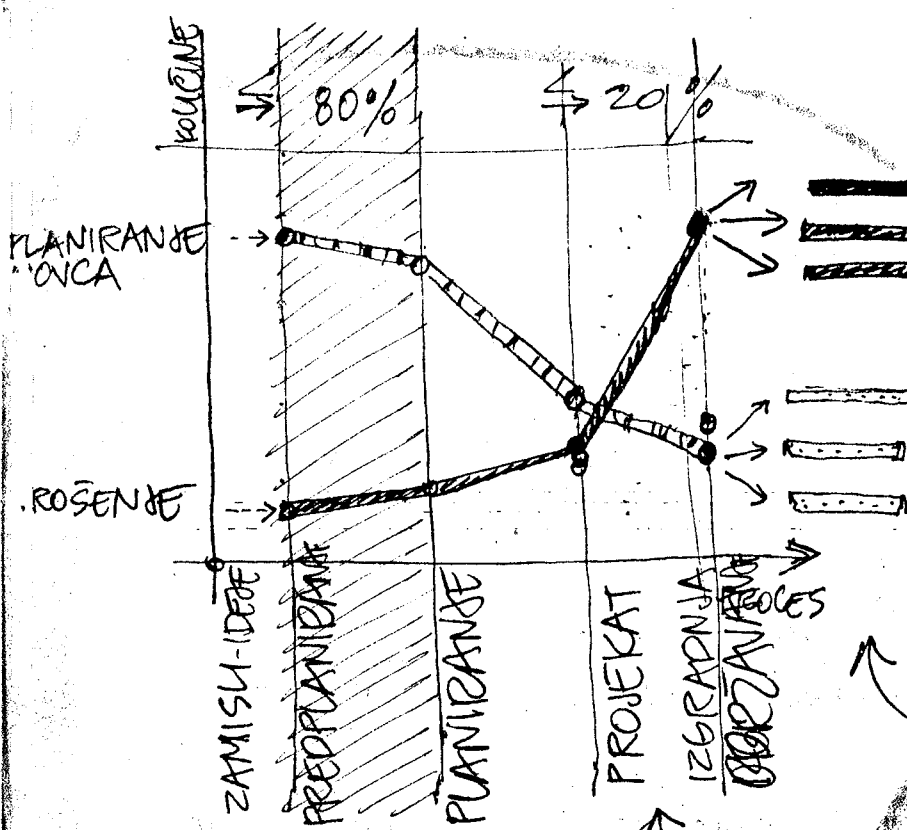 KOLIČINE
80%
20%
PLANIRANJE
OVCA
ROŠENJE
ZAMISLI-IDEJE
PREDPLANIRANJE
PLANIRANJE
PROJEKAT
IZGRADNJA
PROCES